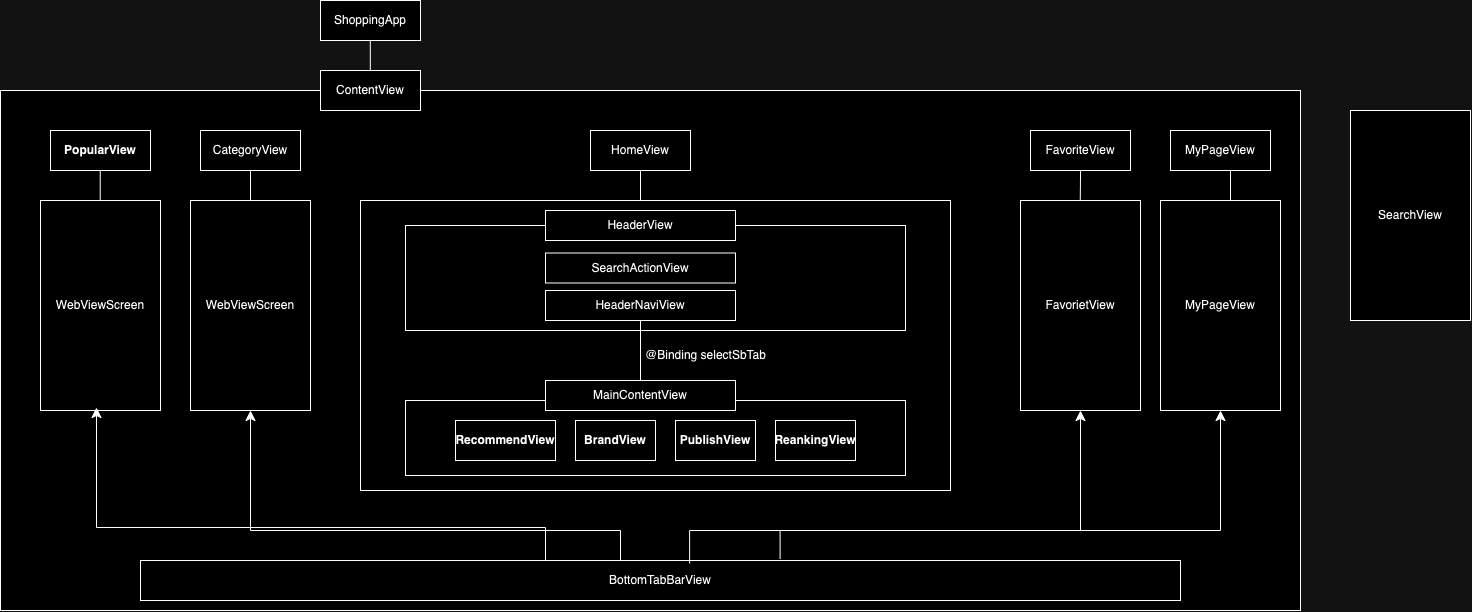 ShoppingApp
ContentView
PopularView
CategoryView
HomeView
FavoriteView
MyPageView
HeaderView
SearchView
SearchActionView
WebViewScreen
WebViewScreen
HeaderNaviView
FavorietView
MyPageView
@Binding selectSbTab
MainContentView
RecommendView
BrandView
PublishView
ReankingView
BottomTabBarView